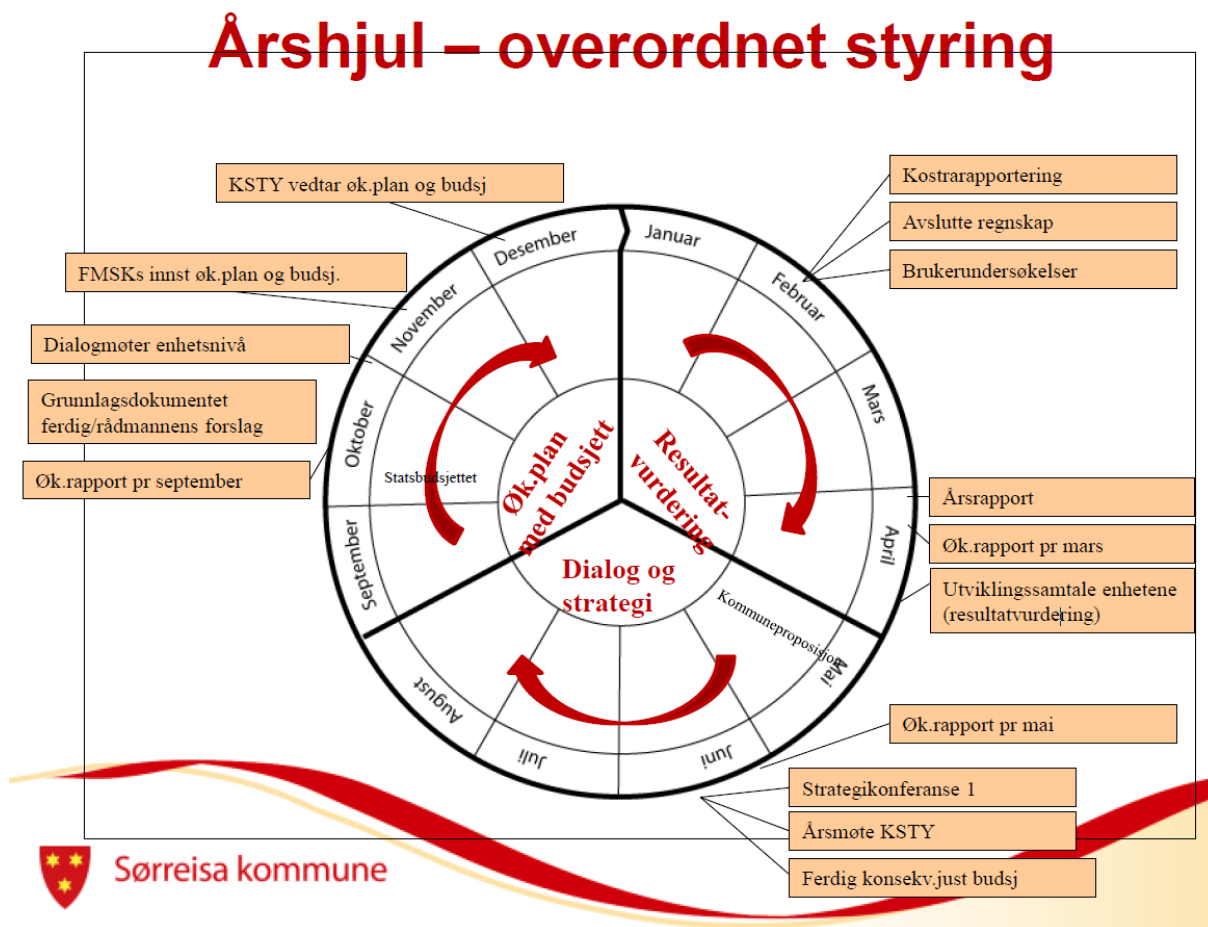 Årshjul – overordnet styring
KSTY vedtar øk.plan og budsj
FMSKs innst øk.plan og budsj.
Dialogmøter enhetsnivå
Grunnlagsdokumentet
ferdig/rådmannens forslag
Øk.rapport pr september
Kostrarapportering
Avslutte regnskap
Brukerundersøkelser
Årsrapport
Øk.rapport pr mars
Utviklingssamtale enhetene
(resultatvurdering)
Øk.rapport pr mai
Strategikonferanse 1
Årsmøte KSTY
Ferdig konsekv.just budsj
Januar
Februar
Mars
April
Mai
Juni
Juli
August
September
Oktober
November
Desember
Statsbudsjettet
Kommuneproposisjon
Øk.plan
med budsjett
Resultat-
vurdering
Dialog og
strategi
Sørreisa kommune